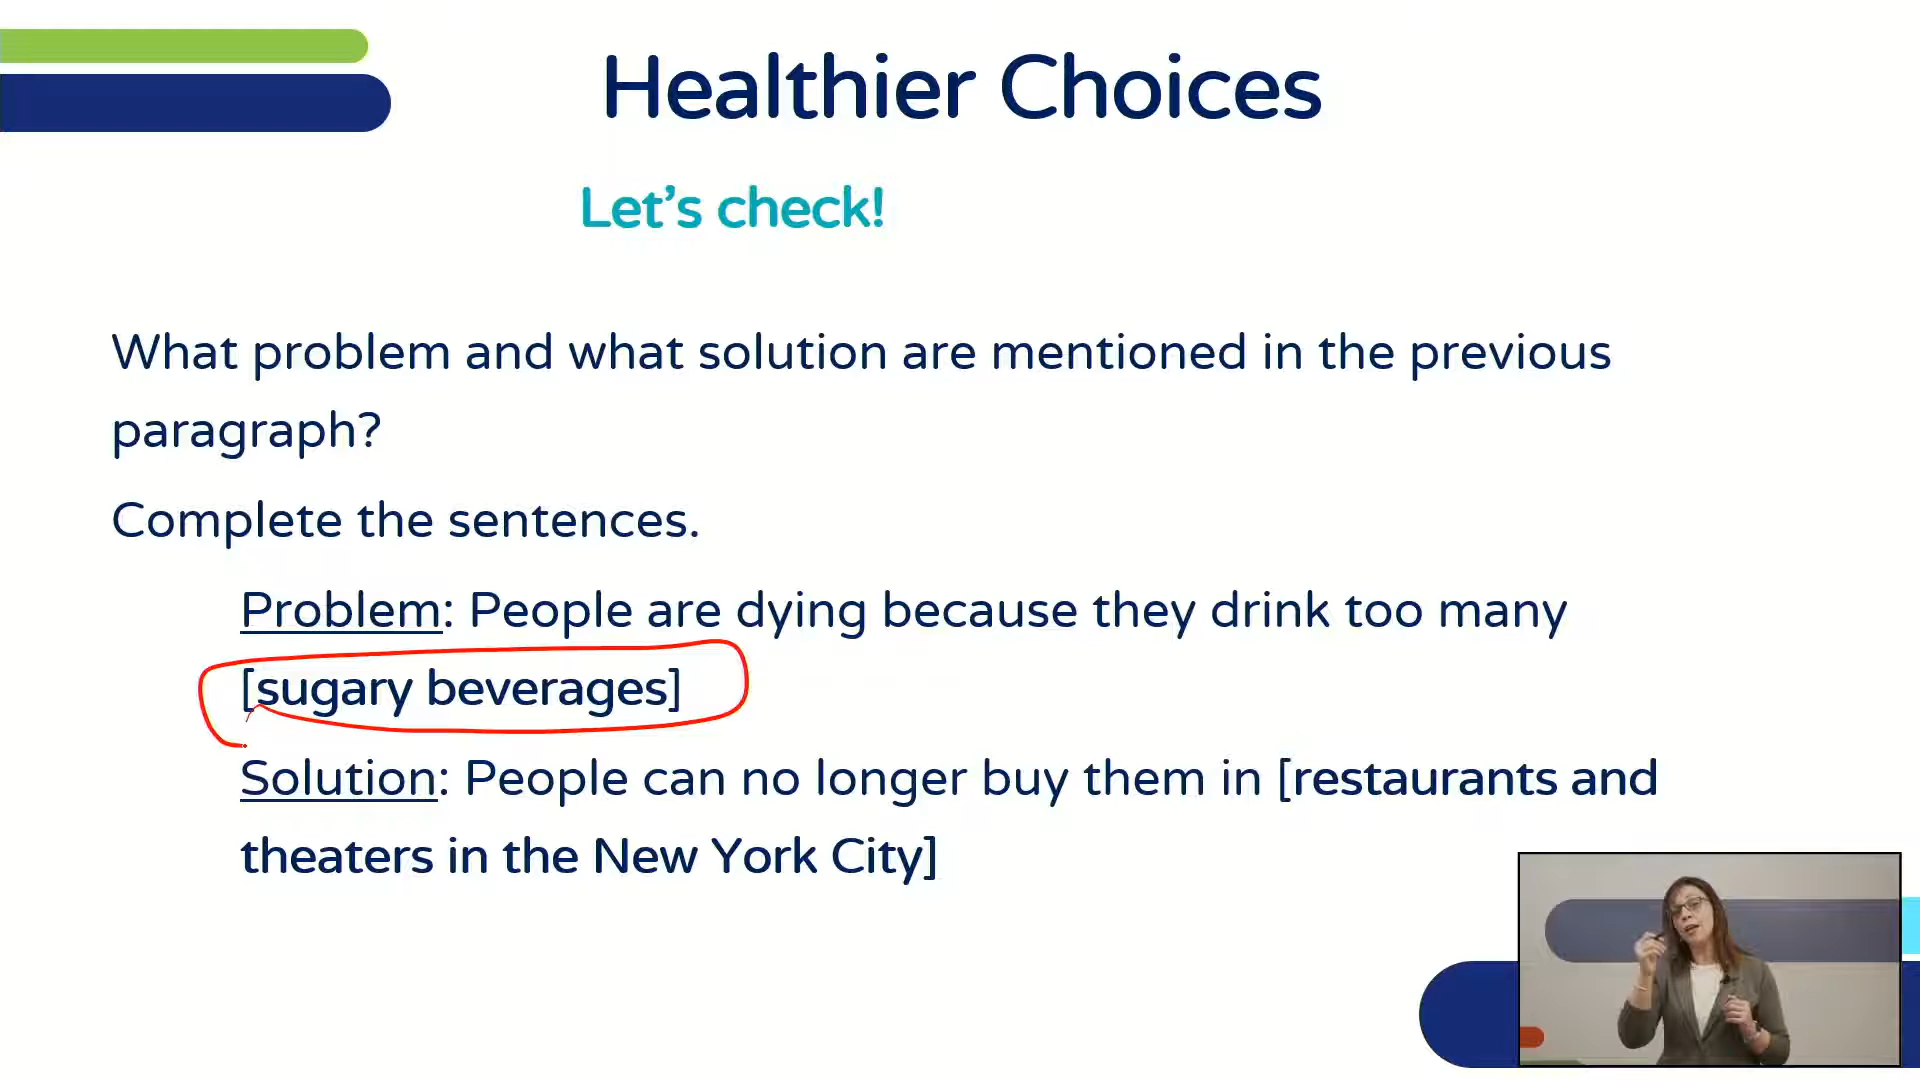 Healthier Choices
Let's check!
What problem and what solution are mentioned in the previous
paragraph?
Complete the sentences.
Problem: People are dying because they drink too many
[sugary beverages]
Solution: People can no longer buy them in [restaurants and
theaters in the New York City]